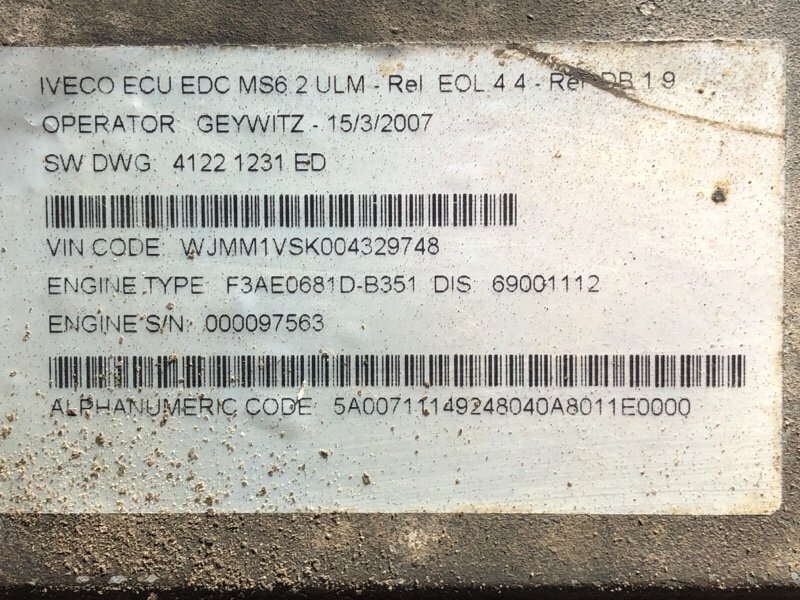 IVECO ECU EDC MS6.2 ULM - Rel EOL 4.4 - Rel DB 1.9
OPERATOR GEYWITZ - 15/3/2007
SW DWG: 4122 1231 ED
VIN CODE: WJMM1VSK004329748
ENGINE TYPE F3AE0681D-B351 DIS 69001112
ENGINE S/N: 000097563
ALPHANUMERIC CODE: 5A00711149248040A8011E0000